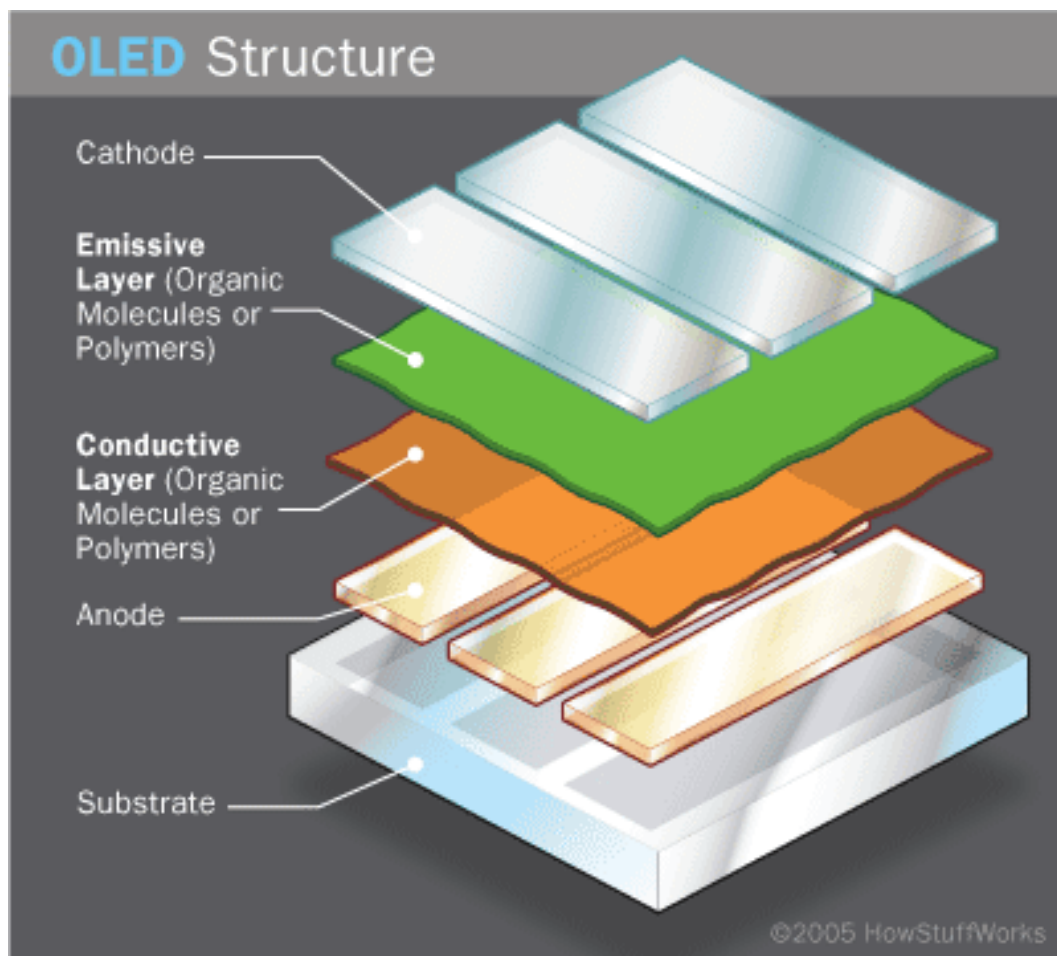 OLED Structure
Cathode
Emissive
Layer (Organic
Molecules or
Polymers)
Conductive
Layer (Organic
Molecules or
Polymers)
Anode
Substrate
©2005 HowStuffWorks